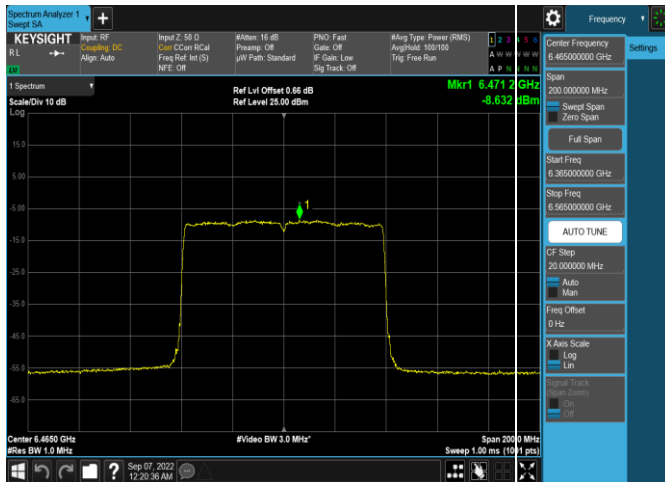 Spectrum Analyzer 1
Swept SA
Frequency
KEYSIGHT
RL
Input: RF
Coupling: DC
Align: Auto
Input Z: 50 Ω
Corr CCorr RCal
Freq Ref: Int (S)
NFE: Off
#Atten: 16 dB
Preamp: Off
µW Path: Standard
PNO: Fast
Gate: Off
IF Gain: Low
Sig Track: Off
#Avg Type: Power (RMS)
Avg|Hold: 100/100
Trig: Free Run
1 2 3 4 5 6
A W W W W W
A P N N N N
LXI
1 Spectrum
Scale/Div 10 dB
Log
Ref Lvl Offset 0.66 dB
Ref Level 25.00 dBm
Mkr1 6.471 2 GHz
-8.632 dBm
15.0
5.00
-5.00
-15.0
-25.0
-35.0
-45.0
-55.0
-65.0
1
Center 6.4650 GHz
#Res BW 1.0 MHz
#Video BW 3.0 MHz*
Span 200.0 MHz
Sweep 1.00 ms (1001 pts)
Sep 07, 2022
12:20:36 AM
Center Frequency
6.465000000 GHz
Settings
Span
200.000000 MHz
Swept Span
Zero Span
Full Span
Start Freq
6.365000000 GHz
Stop Freq
6.565000000 GHz
AUTO TUNE
CF Step
20.000000 MHz
Auto
Man
Freq Offset
0 Hz
X Axis Scale
Log
Lin
Signal Track
(Span Zoom)
On
Off